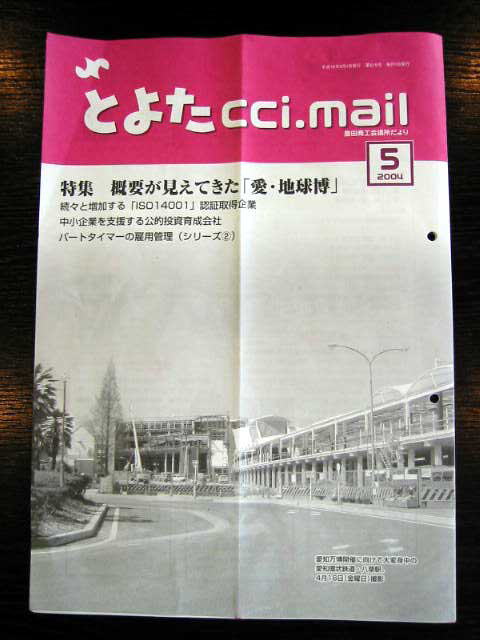 とよたcci.mail
豊田商工会議所だより
5
2004
特集 概要が見えてきた「愛・地球博」
続々と増加する「ISO14001」認証取得企業
中小企業を支援する公的投資育成会社
パートタイマーの雇用管理（シリーズ②）
愛知万博開催に向けて大変身中の
愛知環状鉄道・八草駅。
4月16日（金曜日）撮影